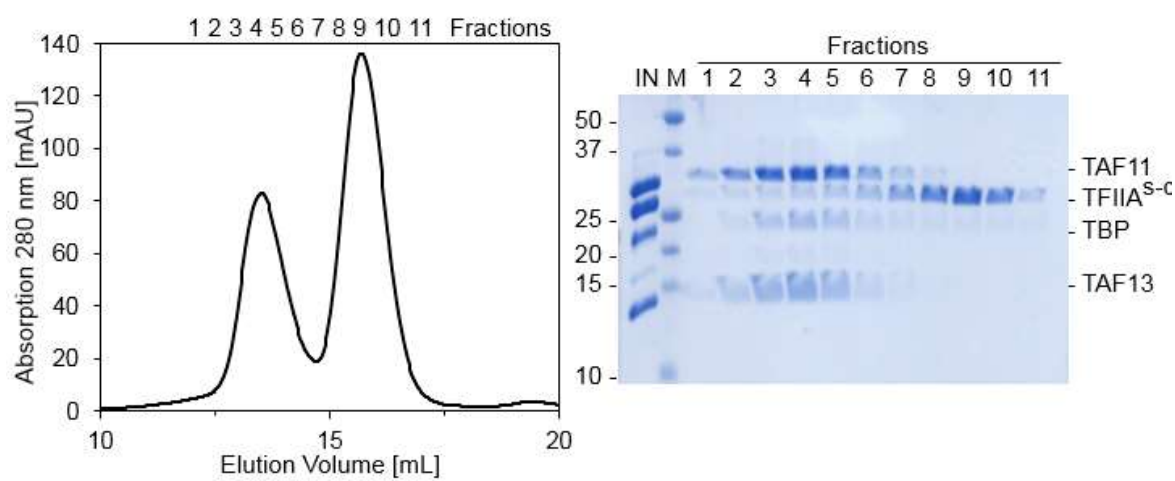 1 2 3 4 5 6 7 8 9 10 11 Fractions
140
120
100
80
60
40
20
0
Absorption 280 nm [mAU]
10 15 20
Elution Volume [mL]
Fractions
IN M 1 2 3 4 5 6 7 8 9 10 11
50 -
37 -
25 -
20 -
15 -
10 -
- TAF11
- TFIIA
- TBP
- TAF13